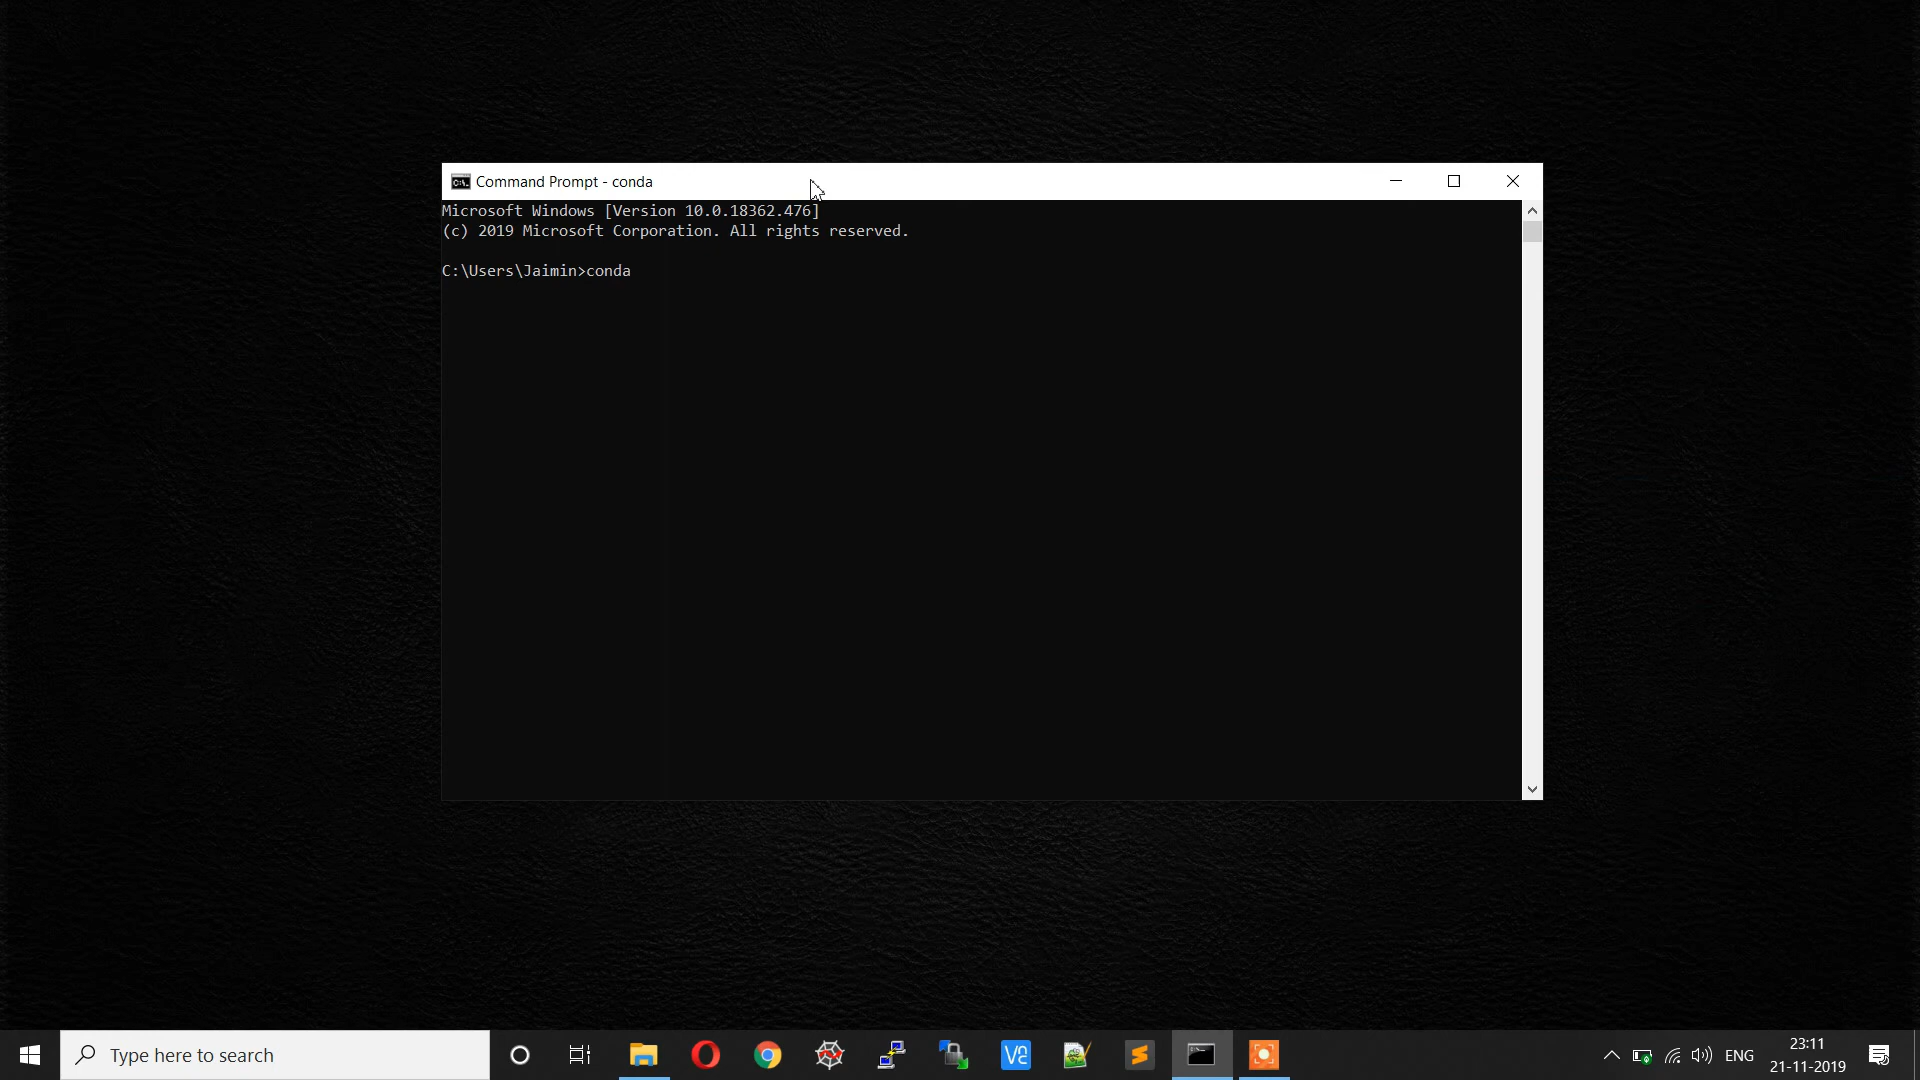 Command Prompt - conda
Microsoft Windows [Version 10.0.18362.476]
(c) 2019 Microsoft Corporation. All rights reserved.
C:\Users\Jaimin>conda
Type here to search
ENG
23:11
21-11-2019